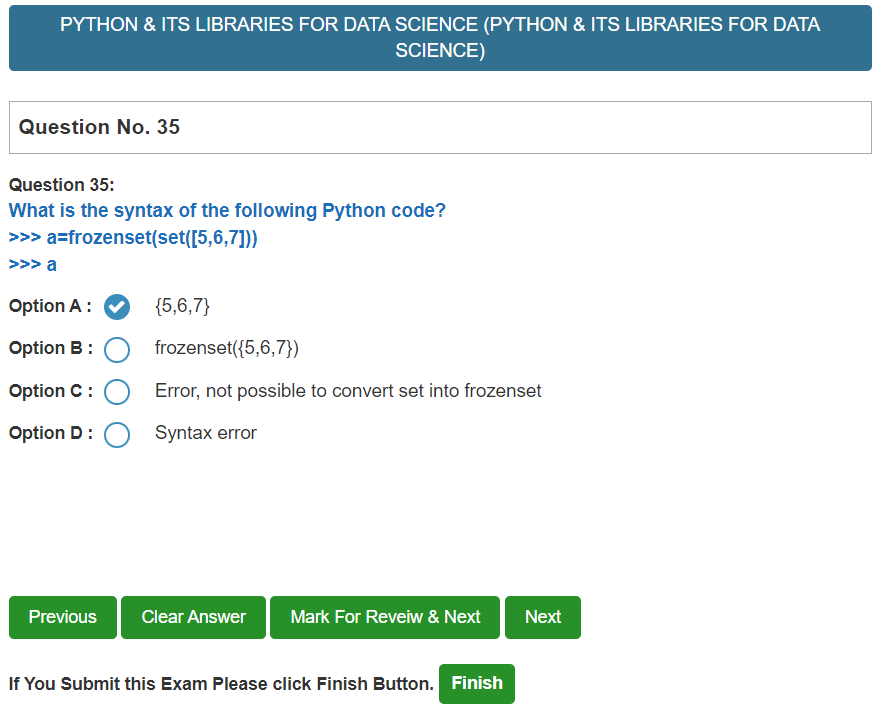 PYTHON & ITS LIBRARIES FOR DATA SCIENCE (PYTHON & ITS LIBRARIES FOR DATA
SCIENCE)
Question No. 35
Question 35:
What is the syntax of the following Python code?
>>> a=frozenset(set([5,6,7]))
>>> a
Option A : {5,6,7}
Option B : frozenset({5,6,7})
Option C : Error, not possible to convert set into frozenset
Option D : Syntax error
Previous Clear Answer Mark For Reveiw & Next Next
If You Submit this Exam Please click Finish Button. Finish